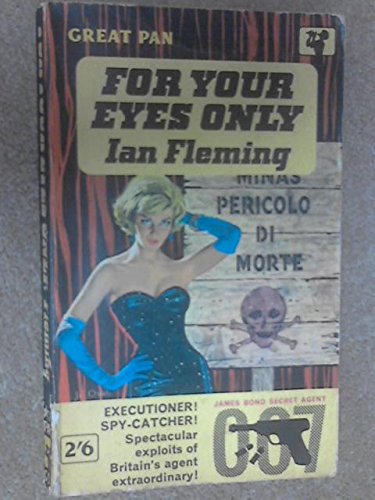 GREAT PAN
FOR YOUR
EYES ONLY
Ian Fleming
MINAS
PERICOLO
DI
MORTE
EXECUTIONER!
SPY-CATCHER!
Spectacular
exploits of
Britain's agent
extraordinary!
2'6
JAMES BOND SECRET AGENT
007